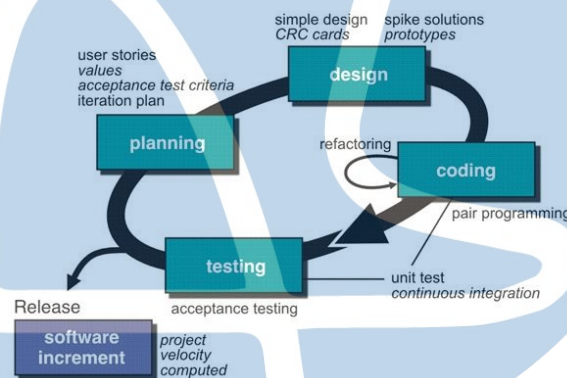 simple design
CRC cards
spike solutions
prototypes
user stories
values
acceptance test criteria
iteration plan
design
planning
refactoring
coding
pair programming
testing
unit test
continuous integration
acceptance testing
Release
software
increment
project
velocity
computed